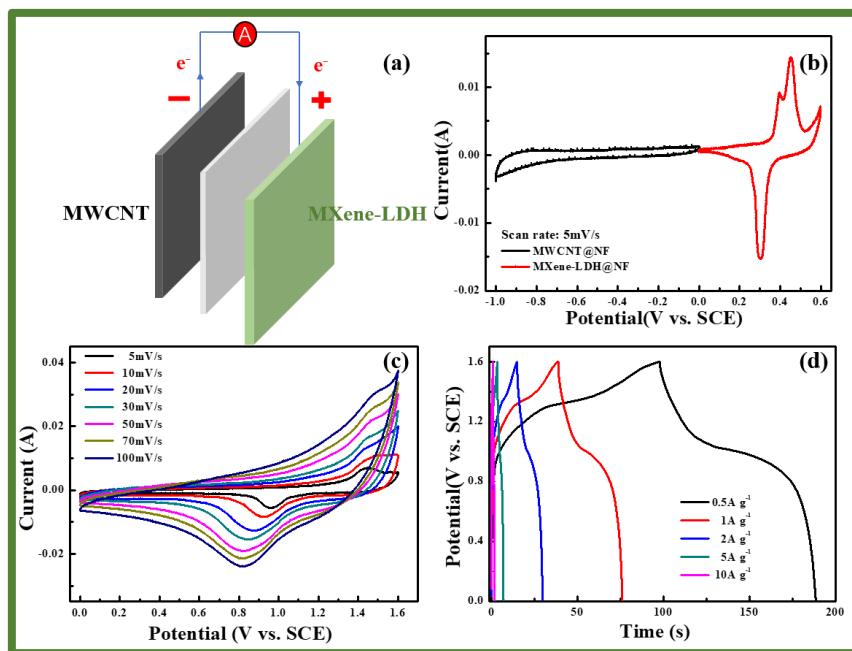 (a)
A
e⁻
e⁻
MWCNT
MXene-LDH
(b)
Current(A)
0.01
0.00
-0.01
-0.02
Scan rate: 5mV/s
MWCNT@NF
MXene-LDH@NF
-1.0 -0.8 -0.6 -0.4 -0.2 0.0 0.2 0.4 0.6
Potential(V vs. SCE)
(c)
Current (A)
0.04
0.02
0.00
-0.02
5mV/s
10mV/s
20mV/s
30mV/s
50mV/s
70mV/s
100mV/s
0.0 0.2 0.4 0.6 0.8 1.0 1.2 1.4 1.6
Potential (V vs. SCE)
(d)
Potential(V vs. SCE)
1.6
1.2
0.8
0.4
0.0
0.5A g⁻¹
1A g⁻¹
2A g⁻¹
5A g⁻¹
10A g⁻¹
0 50 100 150 200
Time (s)